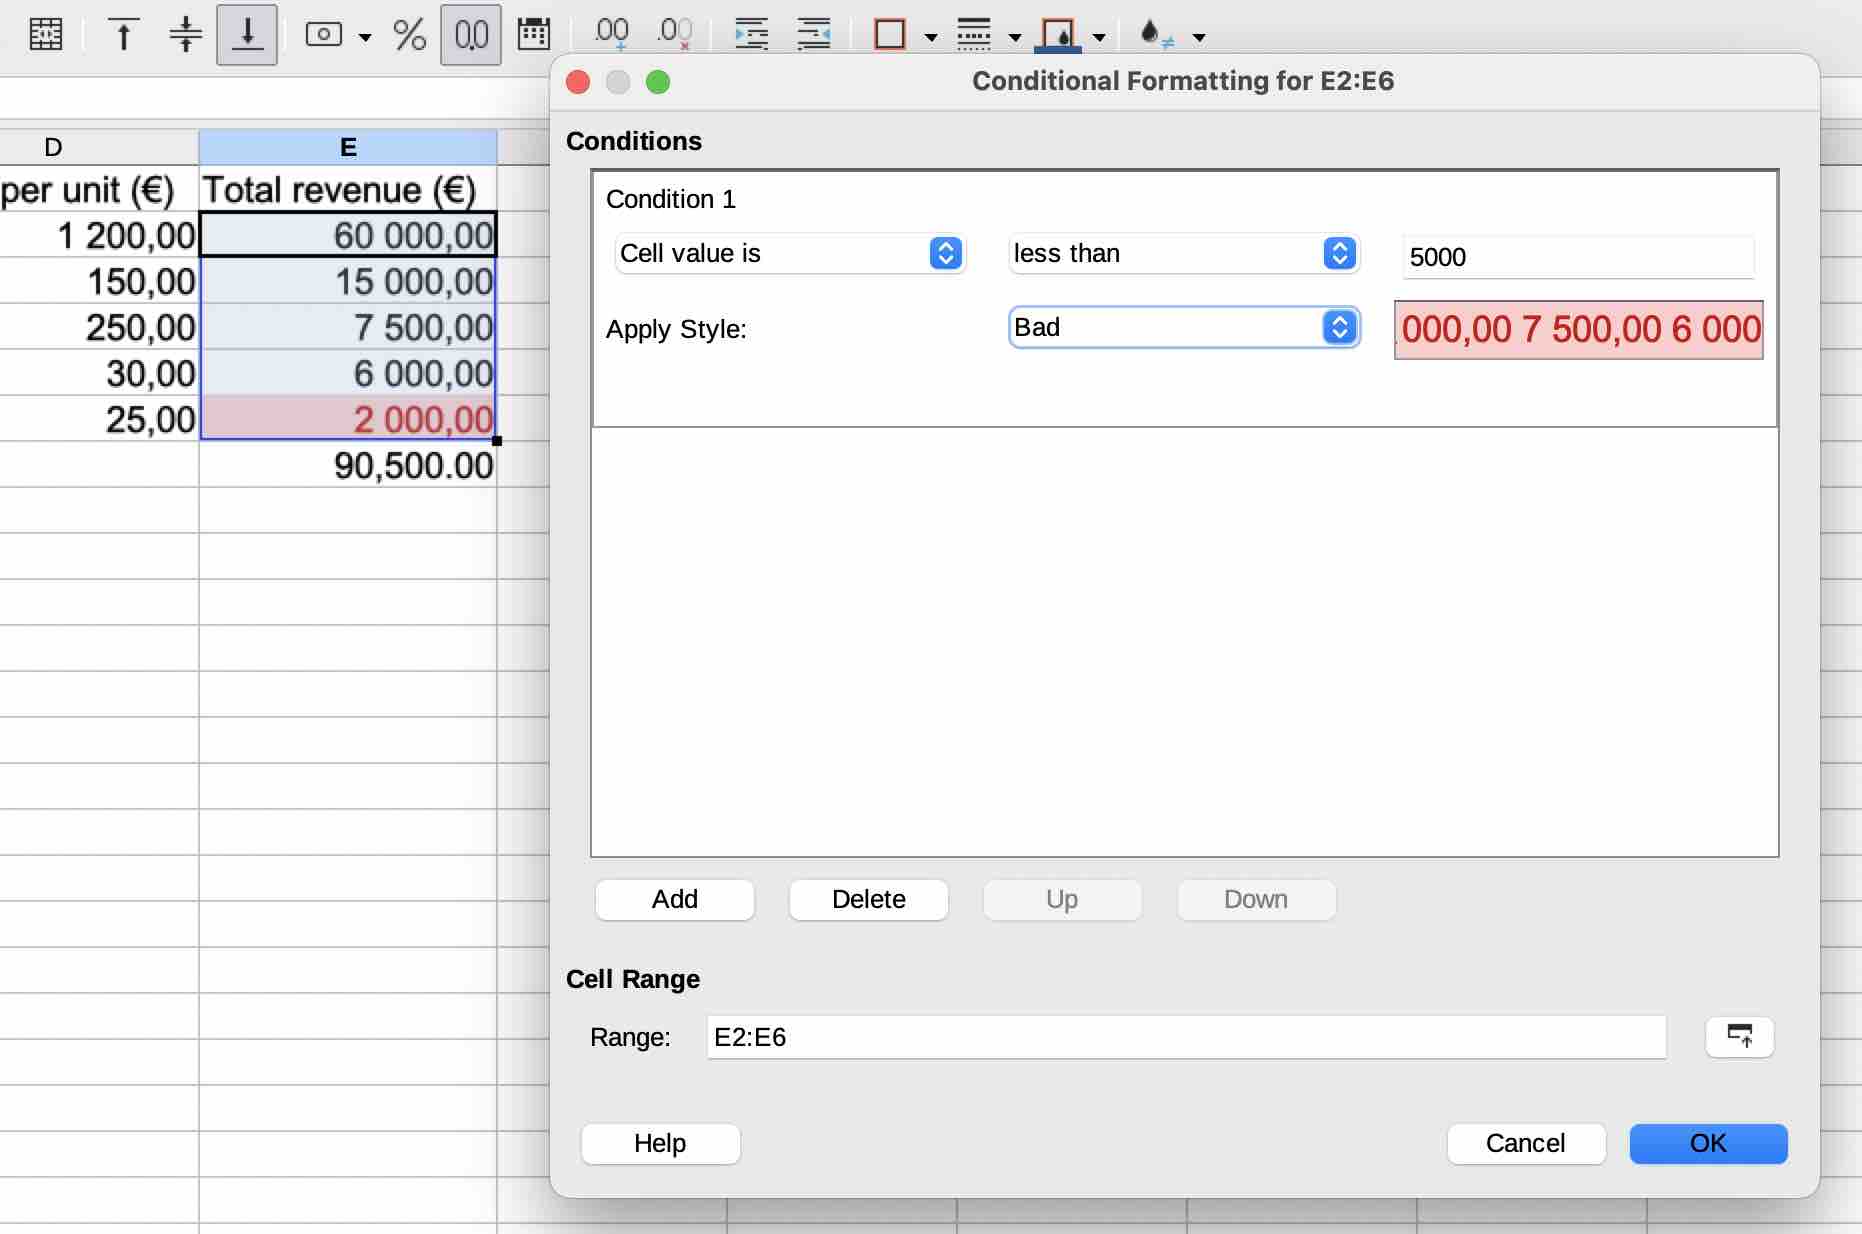 % 0,0 .00 .00
Conditional Formatting for E2:E6
D E
per unit (€) Total revenue (€)
1 200,00 60 000,00
150,00 15 000,00
250,00 7 500,00
30,00 6 000,00
25,00 2 000,00
90,500.00
Conditions
Condition 1
Cell value is less than 5000
Apply Style: Bad 000,00 7 500,00 6 000
Add Delete Up Down
Cell Range
Range: E2:E6
Help Cancel OK